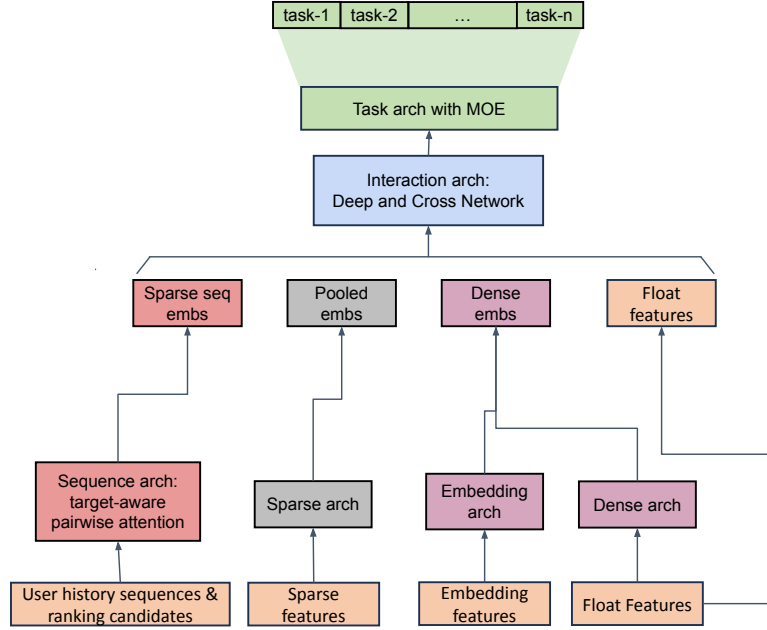 task-1 task-2 … task-n
Task arch with MOE
Interaction arch:
Deep and Cross Network
Sparse seq
embs
Pooled
embs
Dense
embs
Float
features
Sequence arch:
target-aware
pairwise attention
Sparse arch
Embedding
arch
Dense arch
User history sequences &
ranking candidates
Sparse
features
Embedding
features
Float Features